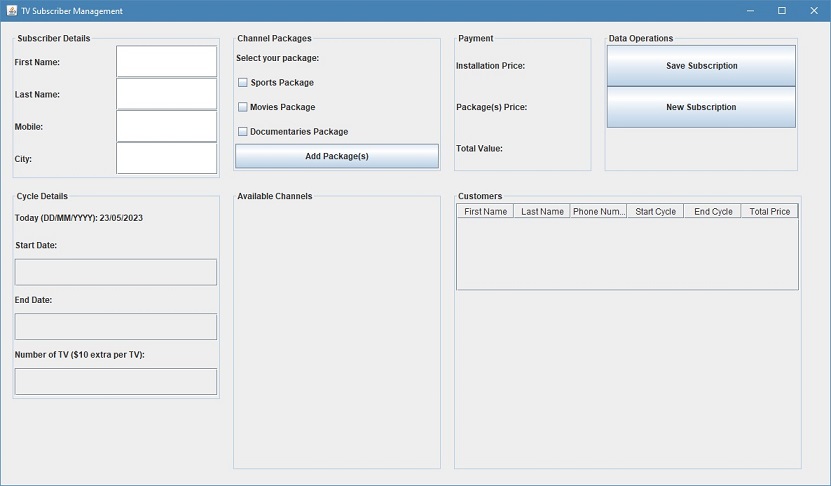 TV Subscriber Management
Subscriber Details
First Name:
Last Name:
Mobile:
City:
Channel Packages
Select your package:
Sports Package
Movies Package
Documentaries Package
Add Package(s)
Payment
Installation Price:
Package(s) Price:
Total Value:
Data Operations
Save Subscription
New Subscription
Cycle Details
Today (DD/MM/YYYY): 23/05/2023
Start Date:
End Date:
Number of TV ($10 extra per TV):
Available Channels
Customers
First Name Last Name Phone Num... Start Cycle End Cycle Total Price